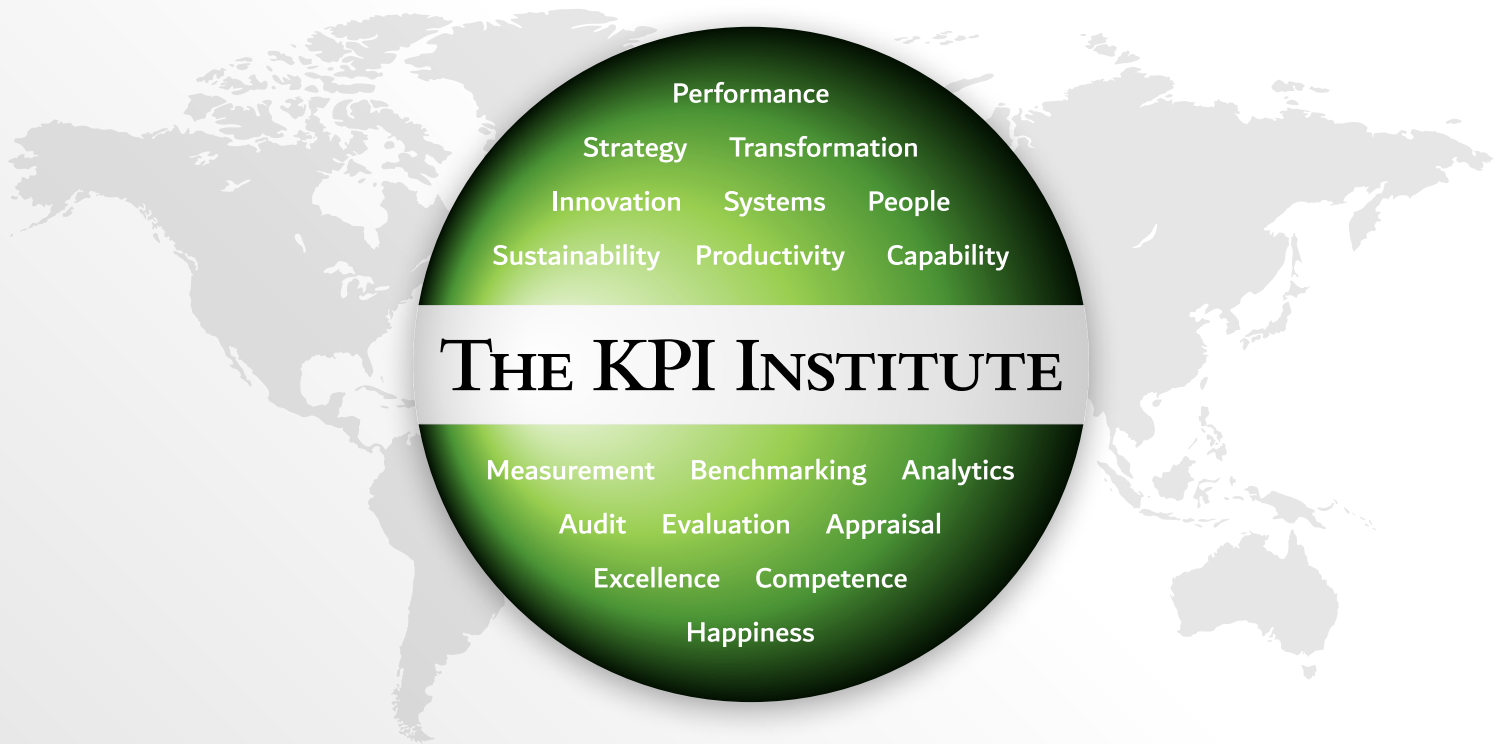 Performance
Strategy Transformation
Innovation Systems People
Sustainability Productivity Capability
The KPI Institute
Measurement Benchmarking Analytics
Audit Evaluation Appraisal
Excellence Competence
Happiness